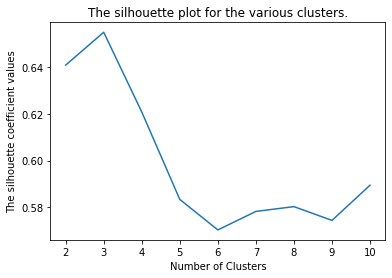 The silhouette plot for the various clusters.
The silhouette coefficient values
0.64
0.62
0.60
0.58
2 3 4 5 6 7 8 9 10
Number of Clusters